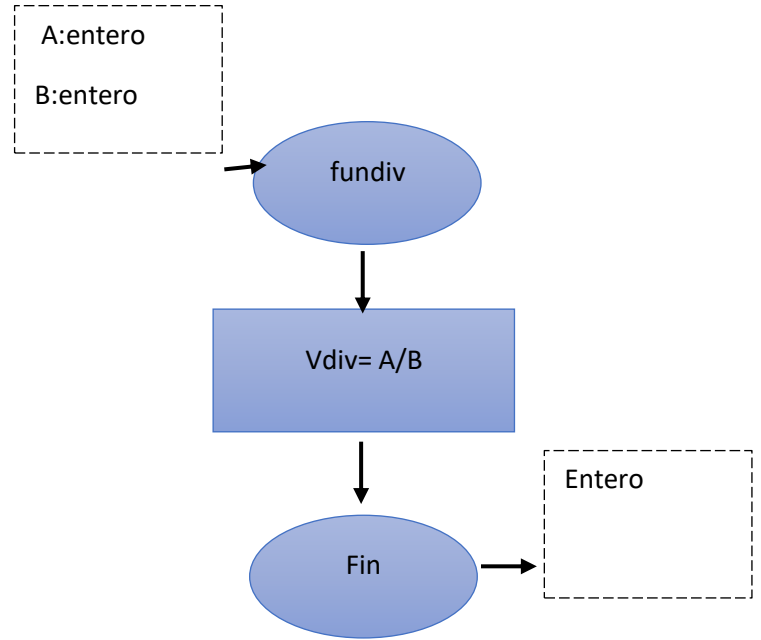 A:entero
B:entero
fundiv
Vdiv= A/B
Entero
Fin